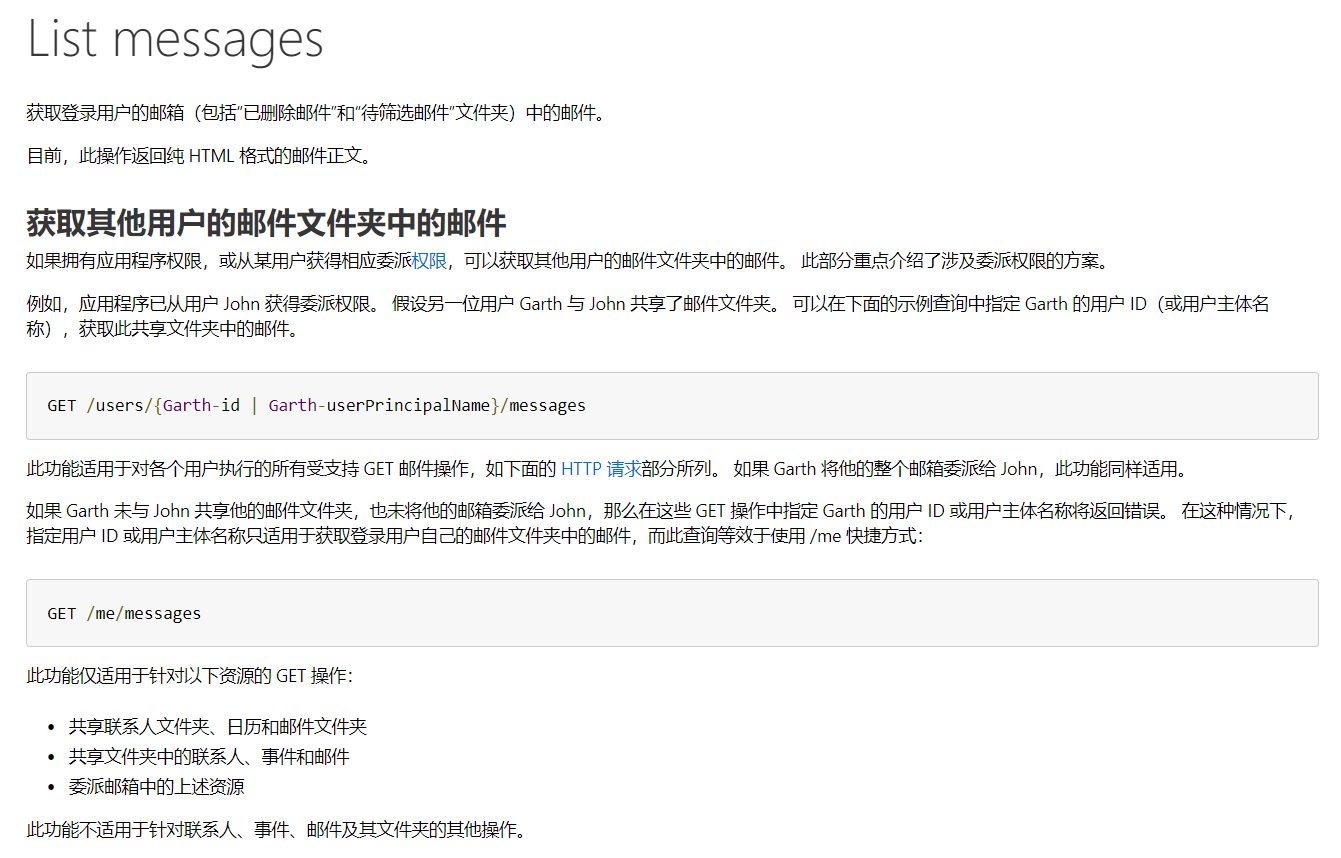 List messages
获取登录用户的邮箱（包括“已删除邮件”和“待筛选邮件”文件夹）中的邮件。
目前，此操作返回纯 HTML 格式的邮件正文。
获取其他用户的邮件文件夹中的邮件
如果拥有应用程序权限，或从某用户获得相应委派权限，可以获取其他用户的邮件文件夹中的邮件。 此部分重点介绍了涉及委派权限的方案。
例如，应用程序已从用户 John 获得委派权限。 假设另一位用户 Garth 与 John 共享了邮件文件夹。 可以在下面的示例查询中指定 Garth 的用户 ID（或用户主体名
称），获取此共享文件夹中的邮件。
GET /users/{Garth-id | Garth-userPrincipalName}/messages
此功能适用于对各个用户执行的所有受支持 GET 邮件操作，如下面的 HTTP 请求部分所列。 如果 Garth 将他的整个邮箱委派给 John，此功能同样适用。
如果 Garth 未与 John 共享他的邮件文件夹，也未将他的邮箱委派给 John，那么在这些 GET 操作中指定 Garth 的用户 ID 或用户主体名称将返回错误。 在这种情况下，
指定用户 ID 或用户主体名称只适用于获取登录用户自己的邮件文件夹中的邮件，而此查询等效于使用 /me 快捷方式：
GET /me/messages
此功能仅适用于针对以下资源的 GET 操作：
• 共享联系人文件夹、日历和邮件文件夹
• 共享文件夹中的联系人、事件和邮件
• 委派邮箱中的上述资源
此功能不适用于针对联系人、事件、邮件及其文件夹的其他操作。